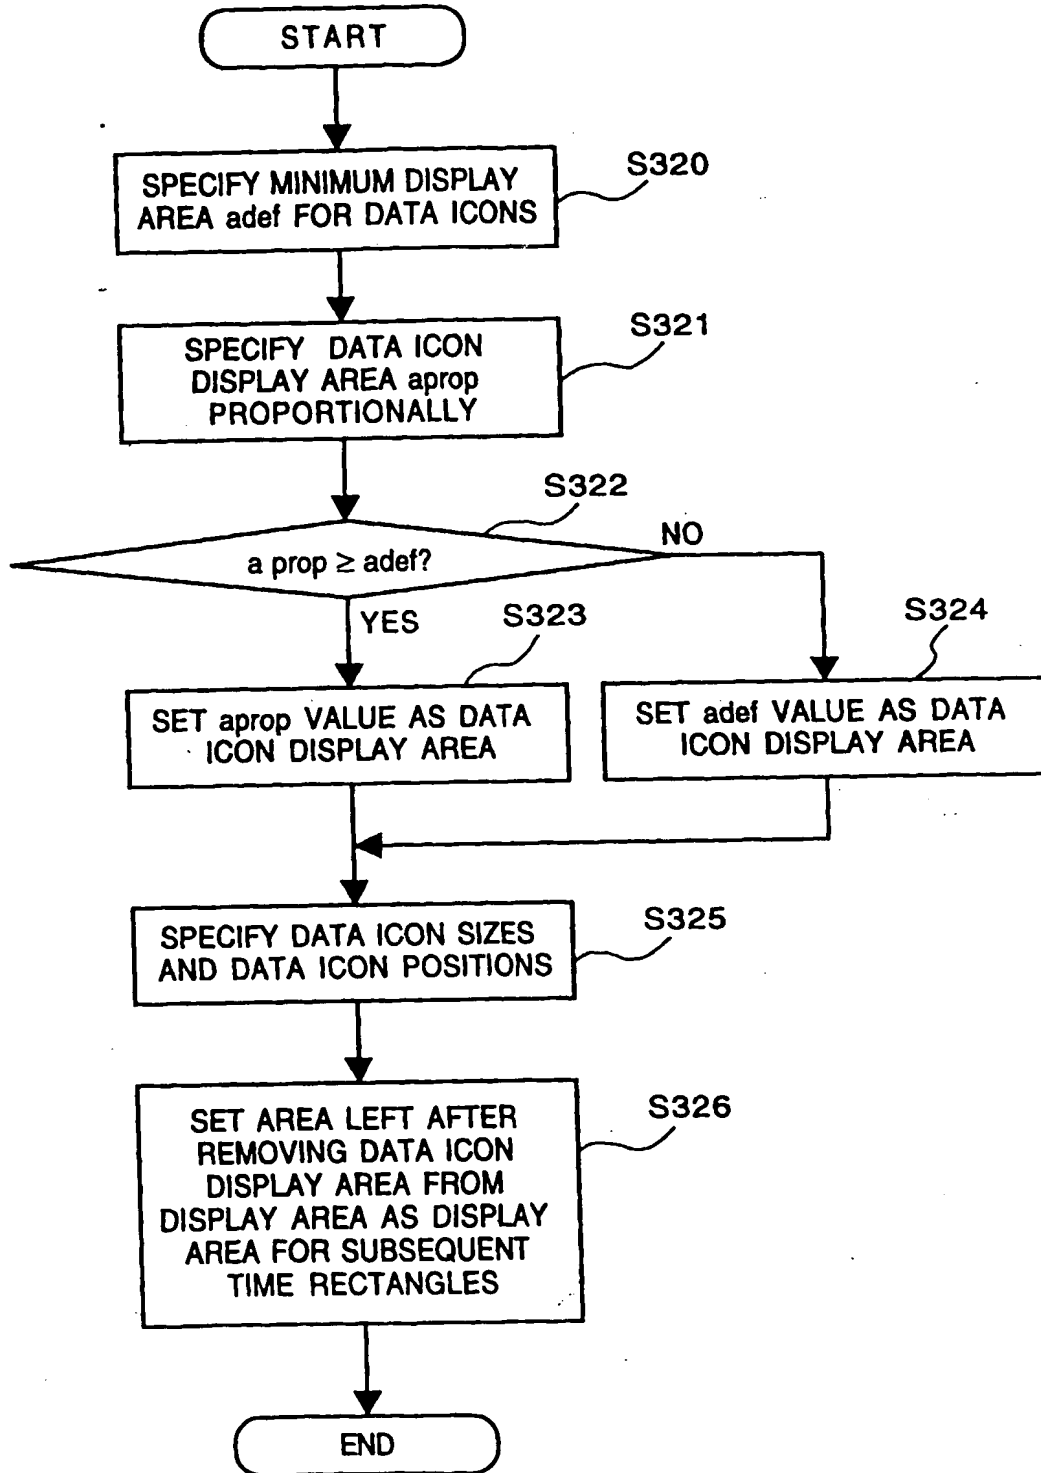 START
S320
SPECIFY MINIMUM DISPLAY
AREA adef FOR DATA ICONS
S321
SPECIFY DATA ICON
DISPLAY AREA aprop
PROPORTIONALLY
S322
a prop ≥ adef?
NO
YES
S323
SET aprop VALUE AS DATA
ICON DISPLAY AREA
S324
SET adef VALUE AS DATA
ICON DISPLAY AREA
S325
SPECIFY DATA ICON SIZES
AND DATA ICON POSITIONS
S326
SET AREA LEFT AFTER
REMOVING DATA ICON
DISPLAY AREA FROM
DISPLAY AREA AS DISPLAY
AREA FOR SUBSEQUENT
TIME RECTANGLES
END